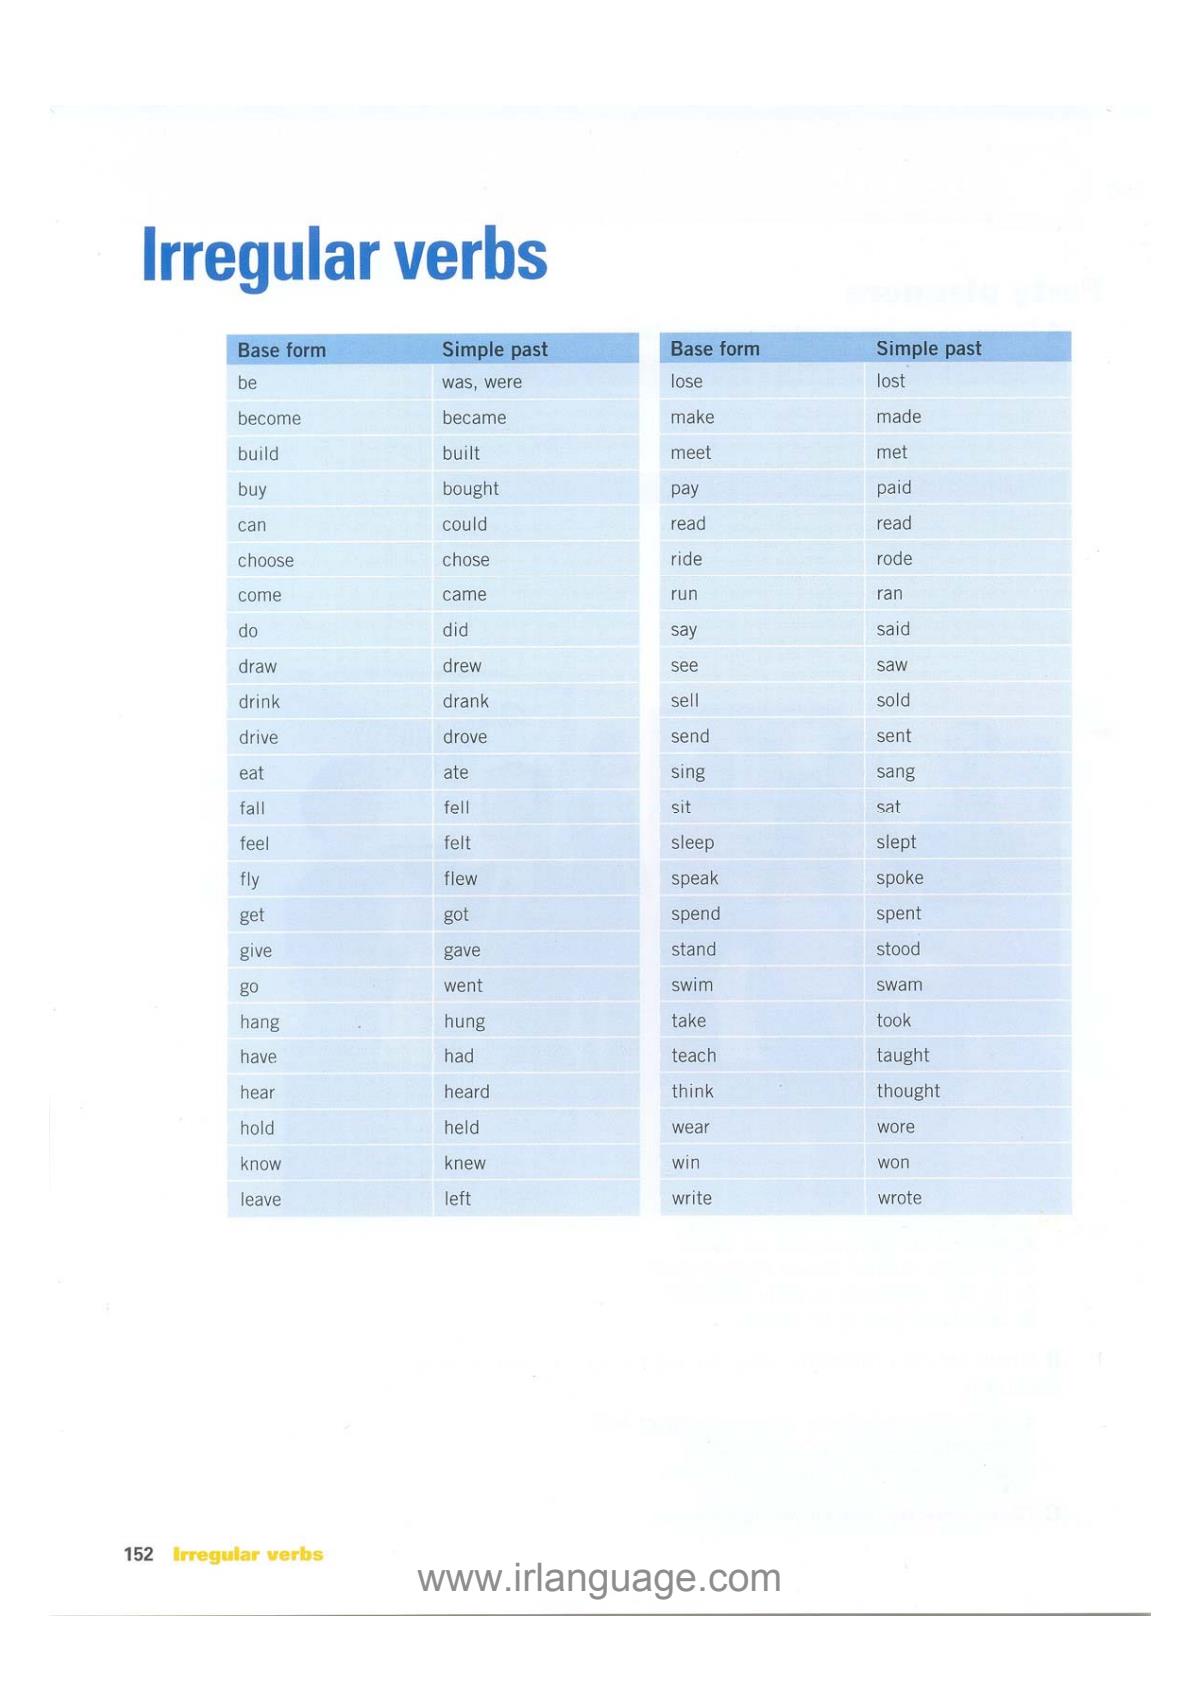 Irregular verbs
Base form Simple past
be was, were
become became
build built
buy bought
can could
choose chose
come came
do did
draw drew
drink drank
drive drove
eat ate
fall fell
feel felt
fly flew
get got
give gave
go went
hang hung
have had
hear heard
hold held
know knew
leave left
Base form Simple past
lose lost
make made
meet met
pay paid
read read
ride rode
run ran
say said
see saw
sell sold
send sent
sing sang
sit sat
sleep slept
speak spoke
spend spent
stand stood
swim swam
take took
teach taught
think thought
wear wore
win won
write wrote
152 Irregular verbs
www.irlanguage.com